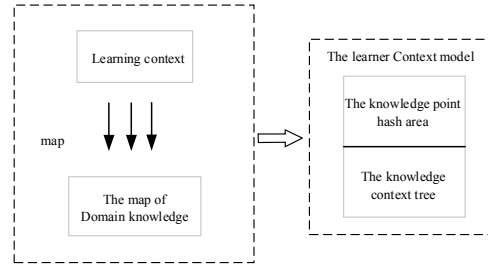 Learning context
map
The map of
Domain knowledge
The learner Context model
The knowledge point
hash area
The knowledge
context tree